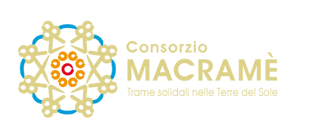 Consorzio
MACRAMÈ
Trame solidali nelle Terre del Sole